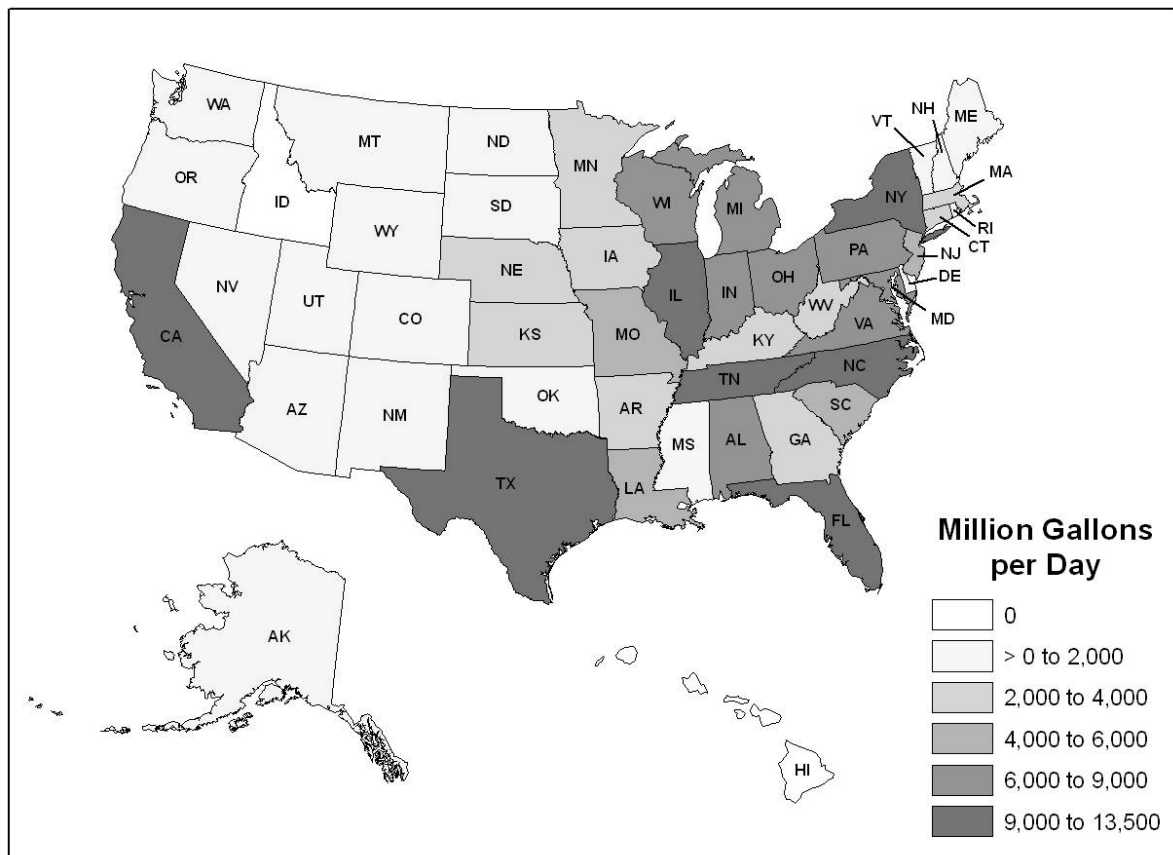 WA
MT
ND
MN
VT
NH
ME
OR
ID
SD
WI
MI
NY
MA
WY
RI
CT
NE
IA
PA
NJ
NV
UT
CO
IL
IN
OH
DE
CA
KS
MO
WV
VA
MD
KY
AZ
NM
OK
AR
TN
NC
SC
MS
AL
GA
TX
LA
FL
AK
HI
Million Gallons
per Day
0
> 0 to 2,000
2,000 to 4,000
4,000 to 6,000
6,000 to 9,000
9,000 to 13,500